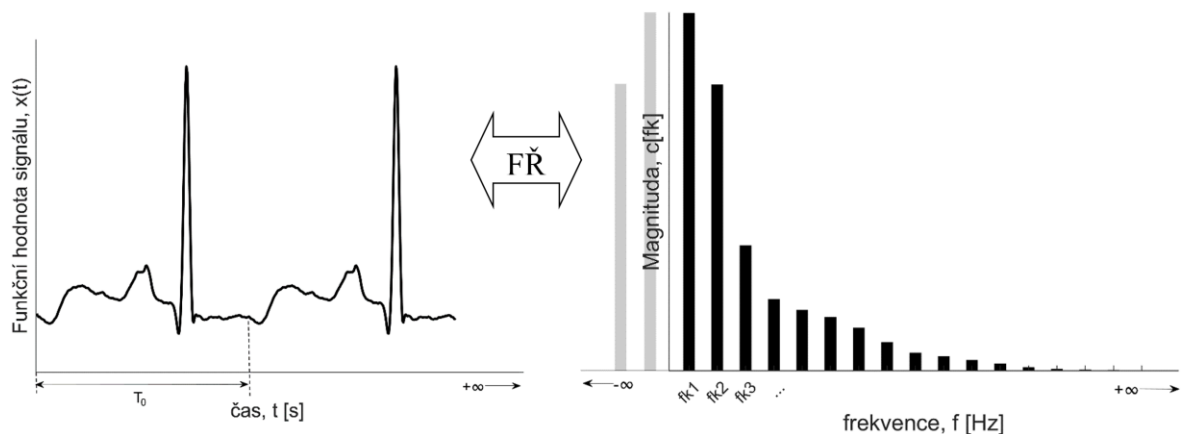 Funkční hodnota signálu, x(t)
T0
+∞
čas, t [s]
FŘ
Magnituda, c[fk]
-∞
fk1
fk2
fk3
...
+∞
frekvence, f [Hz]